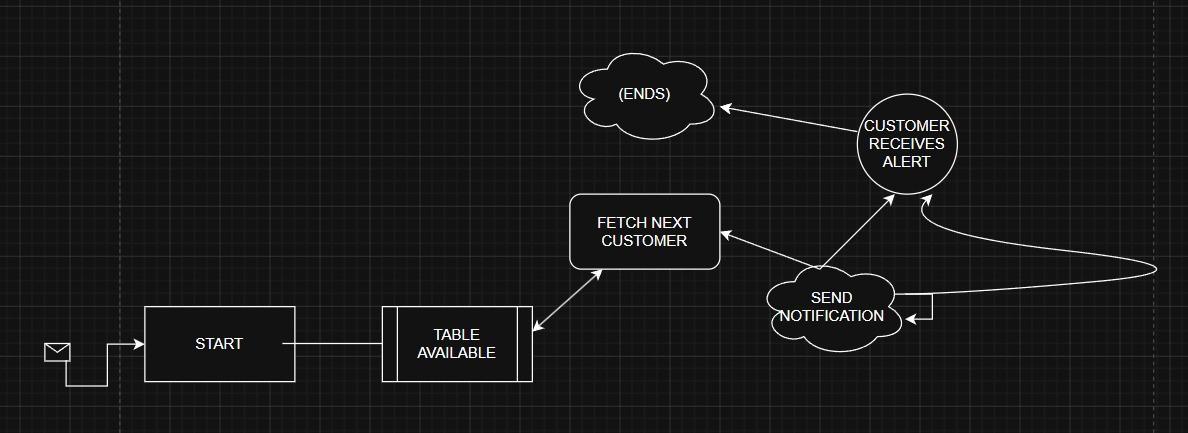 (ENDS)
CUSTOMER
RECEIVES
ALERT
FETCH NEXT
CUSTOMER
SEND
NOTIFICATION
START
TABLE
AVAILABLE